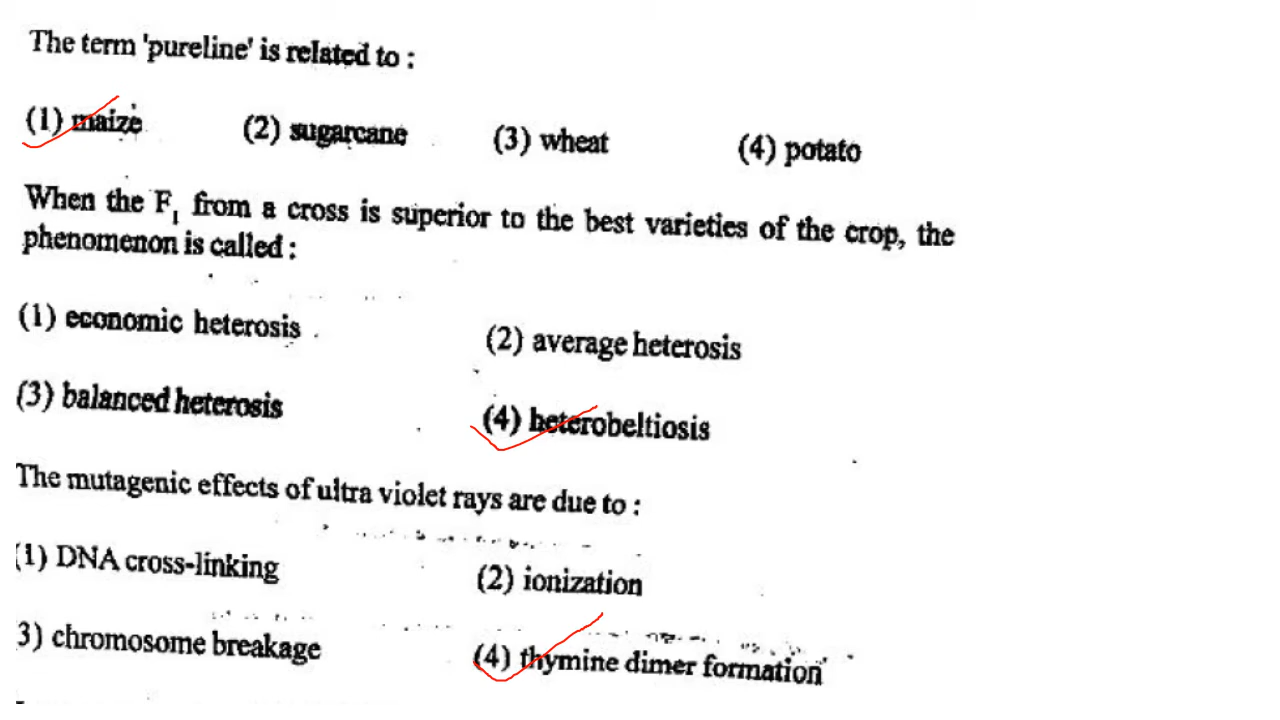 The term 'pureline' is related to :
(1) maize (2) sugarcane (3) wheat (4) potato
When the F₁ from a cross is superior to the best varieties of the crop, the
phenomenon is called :
(1) economic heterosis (2) average heterosis
(3) balanced heterosis (4) heterobeltiosis
The mutagenic effects of ultra violet rays are due to :
1) DNA cross-linking (2) ionization
3) chromosome breakage (4) thymine dimer formation